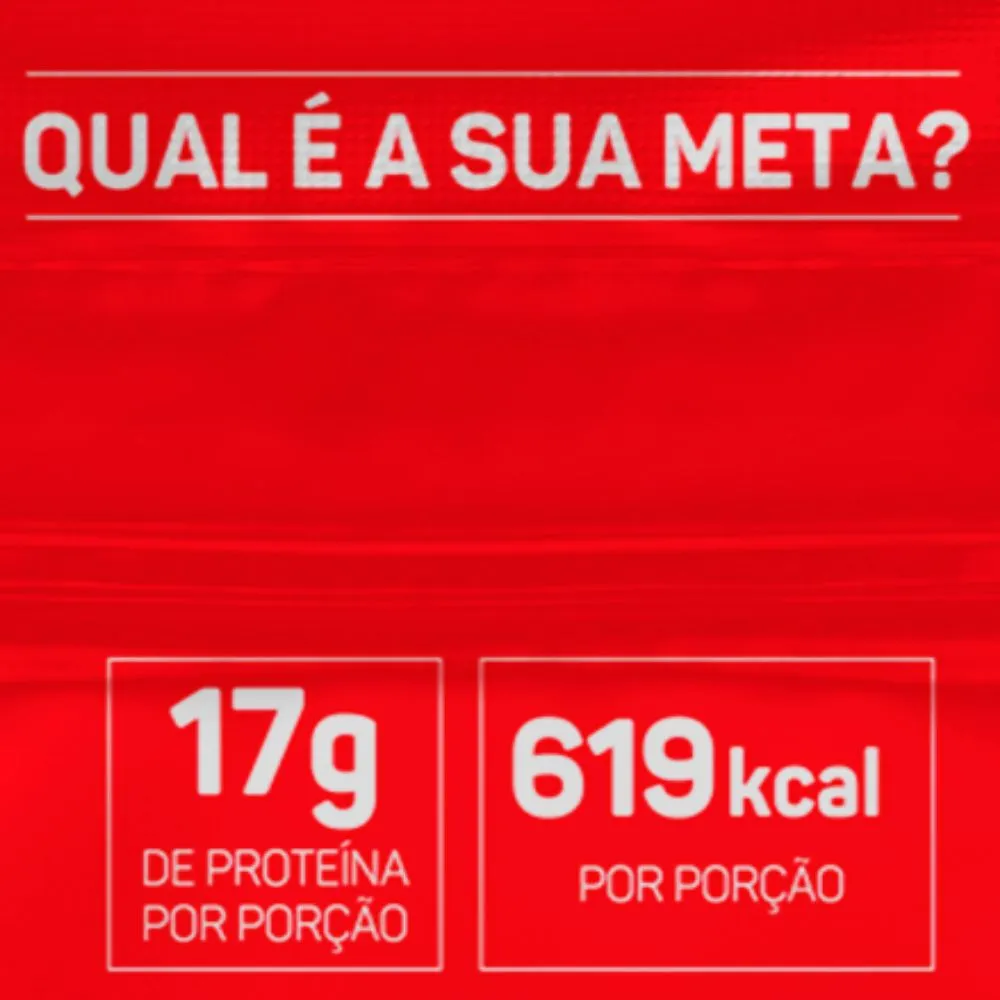 QUAL É A SUA META?
17g
DE PROTEÍNA
POR PORÇÃO
619 kcal
POR PORÇÃO